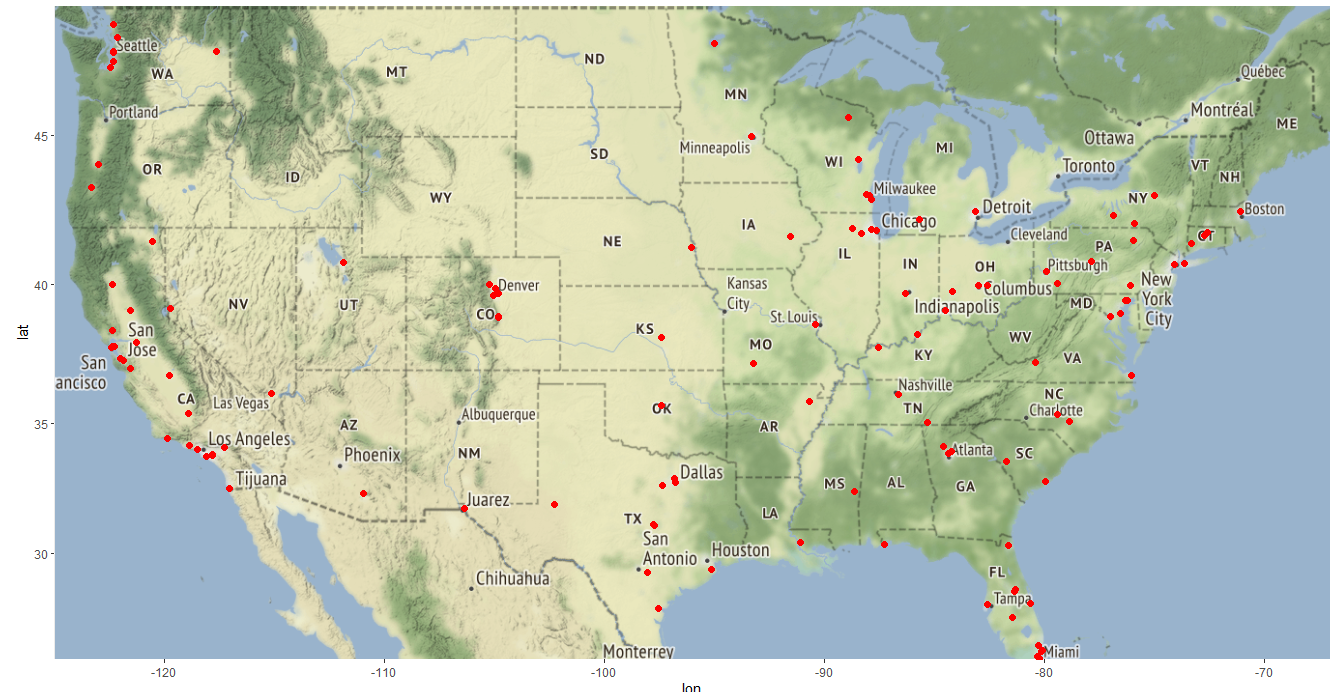 Québec
Seattle
ND
WA
MT
MN
Montréal
Portland
ME
45
Ottawa
Minneapolis
SD
WI
MI
VT
Toronto
OR
ID
NH
WY
Milwaukee
NY
Detroit
Boston
Chicago
IA
Cleveland
CT
NE
PA
IL
IN
OH
Pittsburgh
40
Denver
Kansas
City
Columbus
New
York
City
NV
UT
MD
Indianapolis
CO
St. Louis
San
Jose
KS
MO
WV
lat
San
ancisco
KY
VA
CA
Nashville
Las Vegas
OK
TN
NC
Charlotte
Albuquerque
35
AZ
AR
Los Angeles
Phoenix
NM
Atlanta
SC
Dallas
Tijuana
MS
AL
GA
Juarez
TX
LA
San
Antonio
Houston
30
Chihuahua
FL
Tampa
Monterrey
Miami
-120
-110
-100
-90
-80
-70
lon